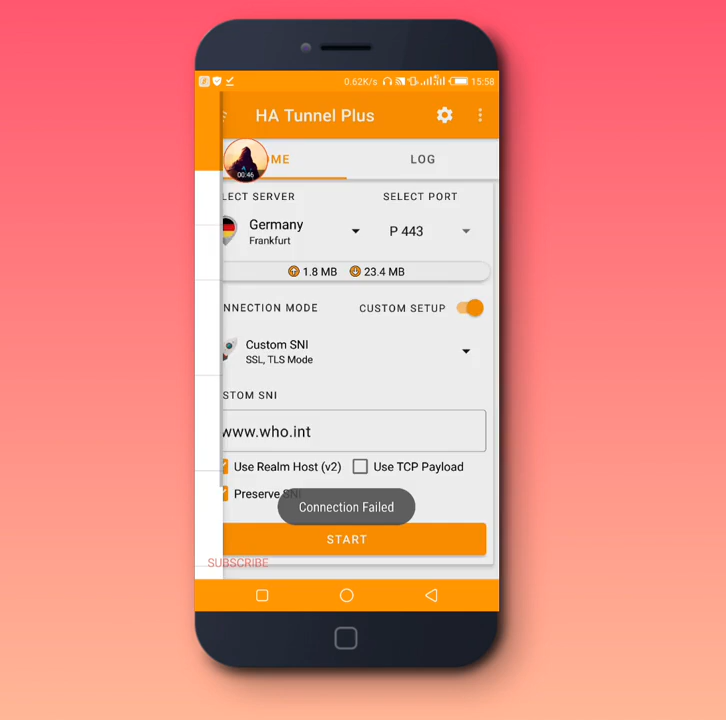 0.62K/s 15:58
HA Tunnel Plus
OME LOG
00:46
LECT SERVER SELECT PORT
Germany
Frankfurt
P 443
1.8 MB 23.4 MB
NNECTION MODE CUSTOM SETUP
Custom SNI
SSL, TLS Mode
STOM SNI
www.who.int
Use Realm Host (v2) Use TCP Payload
Preserve SNI
Connection Failed
START
SUBSCRIBE